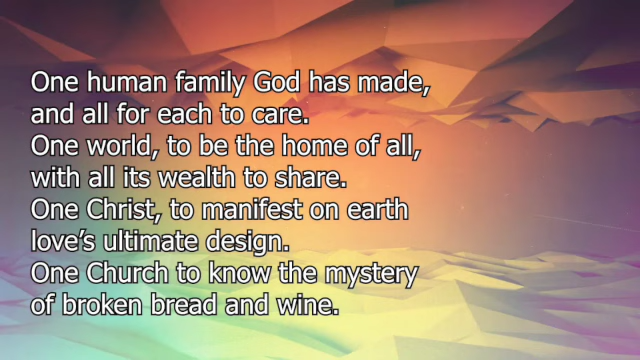 One human family God has made,
and all for each to care.
One world, to be the home of all,
with all its wealth to share.
One Christ, to manifest on earth
love’s ultimate design.
One Church to know the mystery
of broken bread and wine.